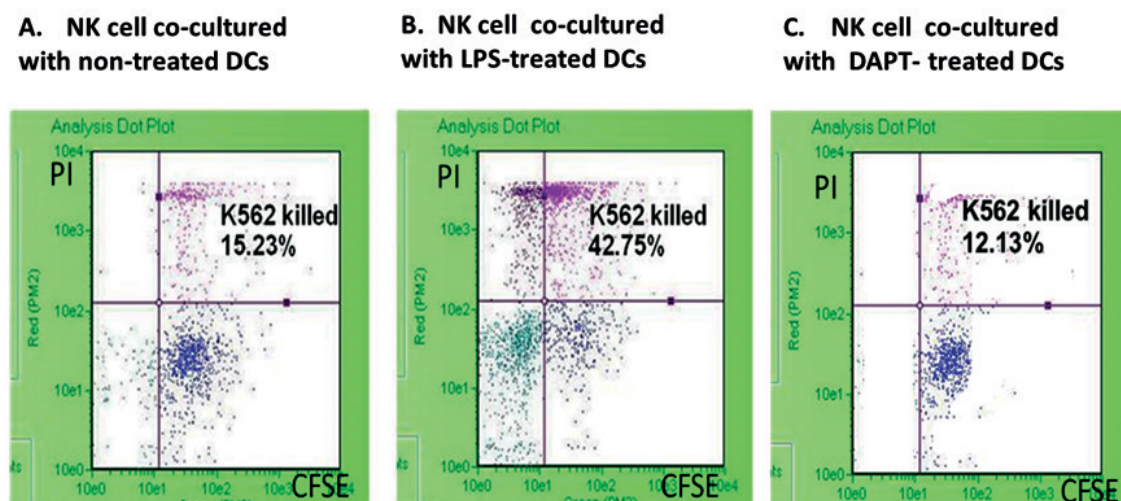 A. NK cell co-cultured
with non-treated DCs
Analysis Dot Plot
PI
10e4
10e3
10e2
10e1
10e0
Red (PM2)
K562 killed
15.23%
10e0 10e1 10e2 10e3 10e4
CFSE
B. NK cell co-cultured
with LPS-treated DCs
Analysis Dot Plot
10e4
10e3
10e2
10e1
10e0
Red (PM2)
K562 killed
42.75%
10e0 10e1 10e2 10e3 10e4
CFSE
C. NK cell co-cultured
with DAPT- treated DCs
Analysis Dot Plot
PI
10e4
10e3
10e2
10e1
10e0
Red (PM2)
K562 killed
12.13%
10e0 10e1 10e2 10e4
CFSE